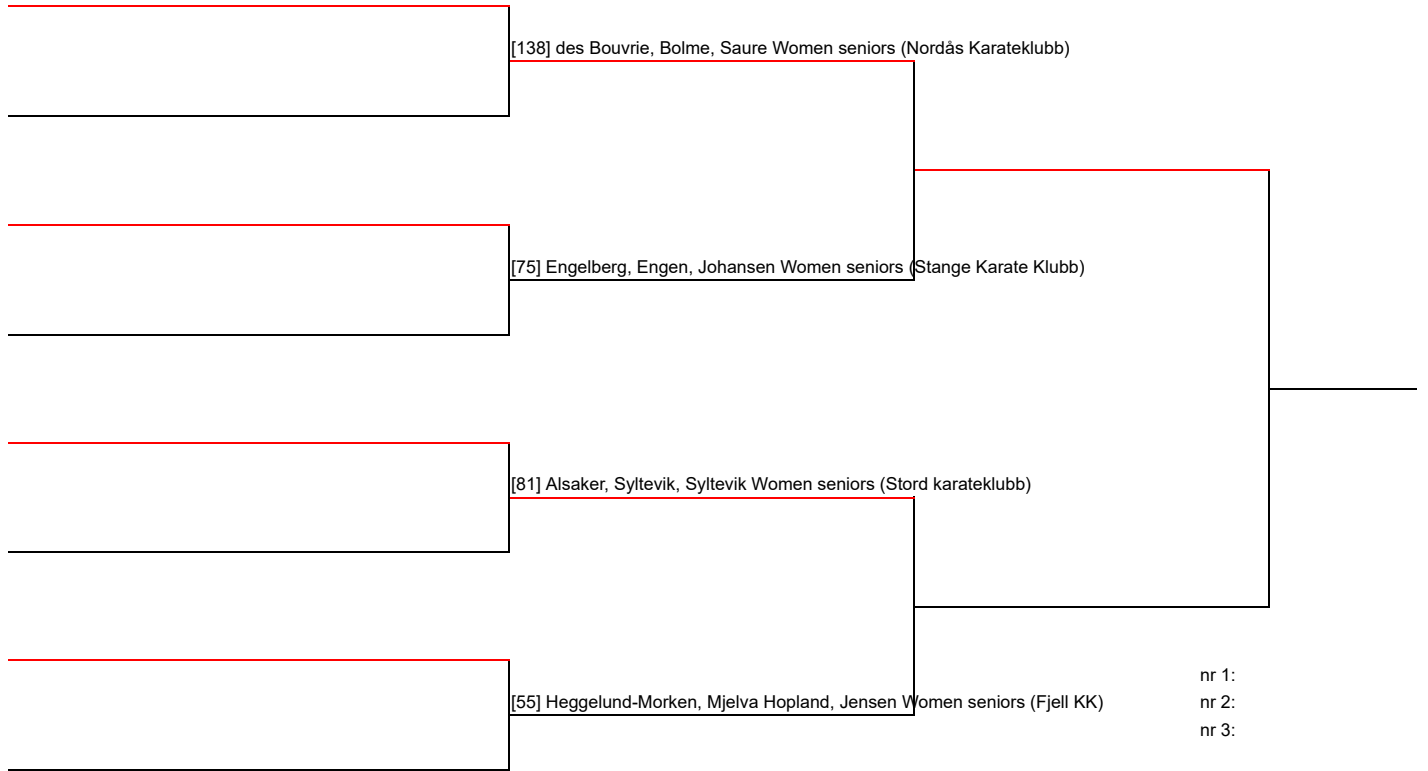 [138] des Bouvrie, Bolme, Saure Women seniors (Nordås Karateklubb)
[75] Engelberg, Engen, Johansen Women seniors (Stange Karate Klubb)
[81] Alsaker, Syltevik, Syltevik Women seniors (Stord karateklubb)
[55] Heggelund-Morken, Mjelva Hopland, Jensen Women seniors (Fjell KK)
nr 1:
nr 2:
nr 3: